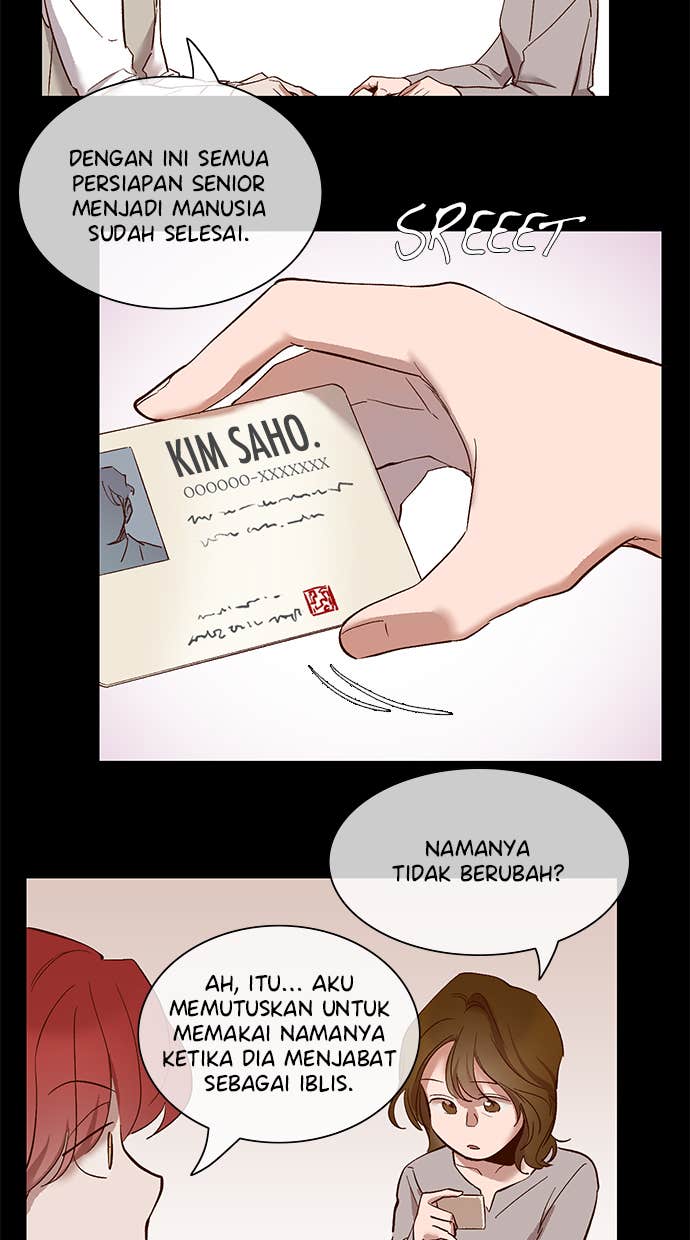 DENGAN INI SEMUA
PERSIAPAN SENIOR
MENJADI MANUSIA
SUDAH SELESAI.
SREEET
KIM SAHO.
000000-XXXXXXX
NAMANYA
TIDAK BERUBAH?
AH, ITU... AKU
MEMUTUSKAN UNTUK
MEMAKAI NAMANYA
KETIKA DIA MENJABAT
SEBAGAI IBLIS.